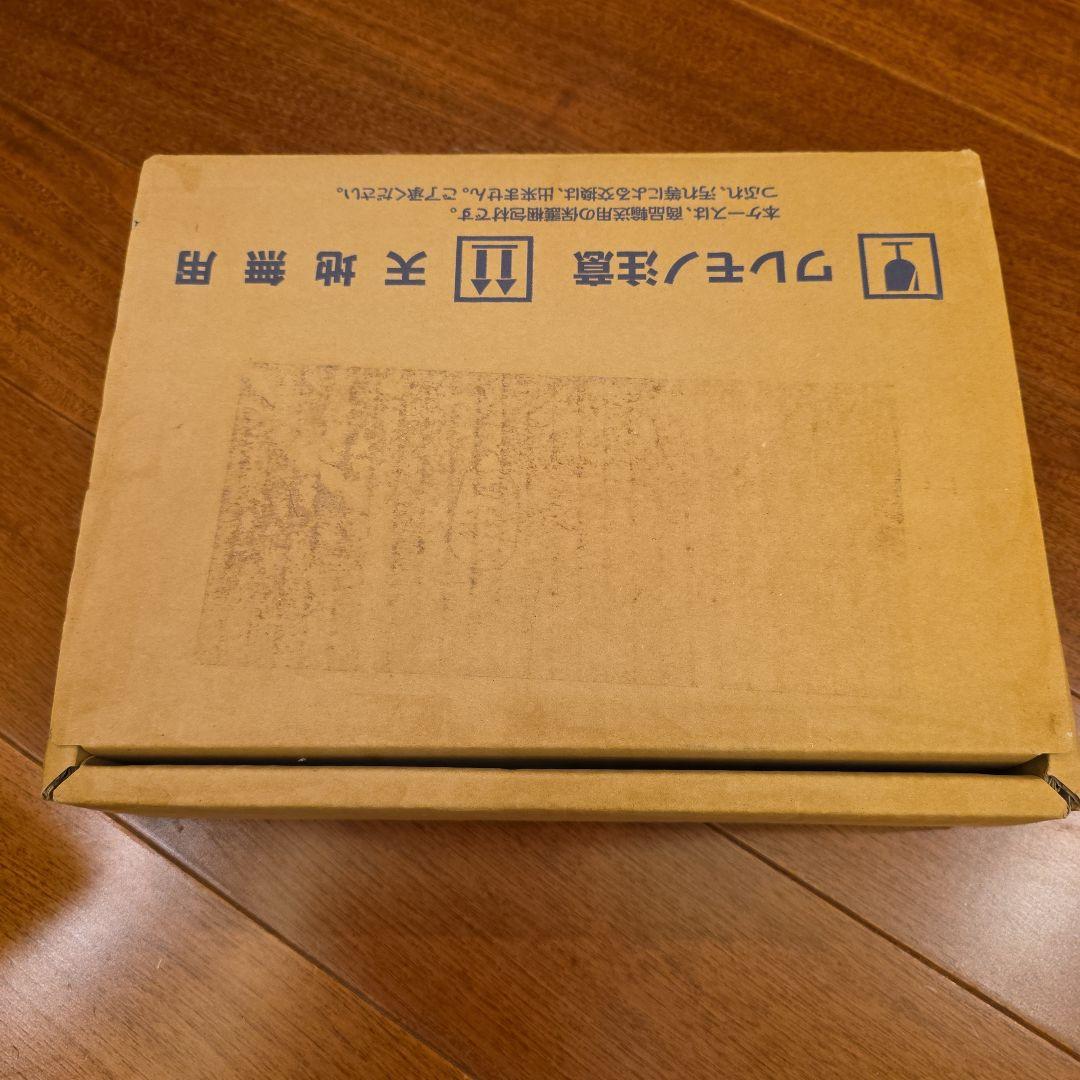 ワレモノ注意 天地無用
本ケースは、商品輸送用の保護梱包材です。
つぶれ、汚れ等による交換は、出来ません。ご了承ください。